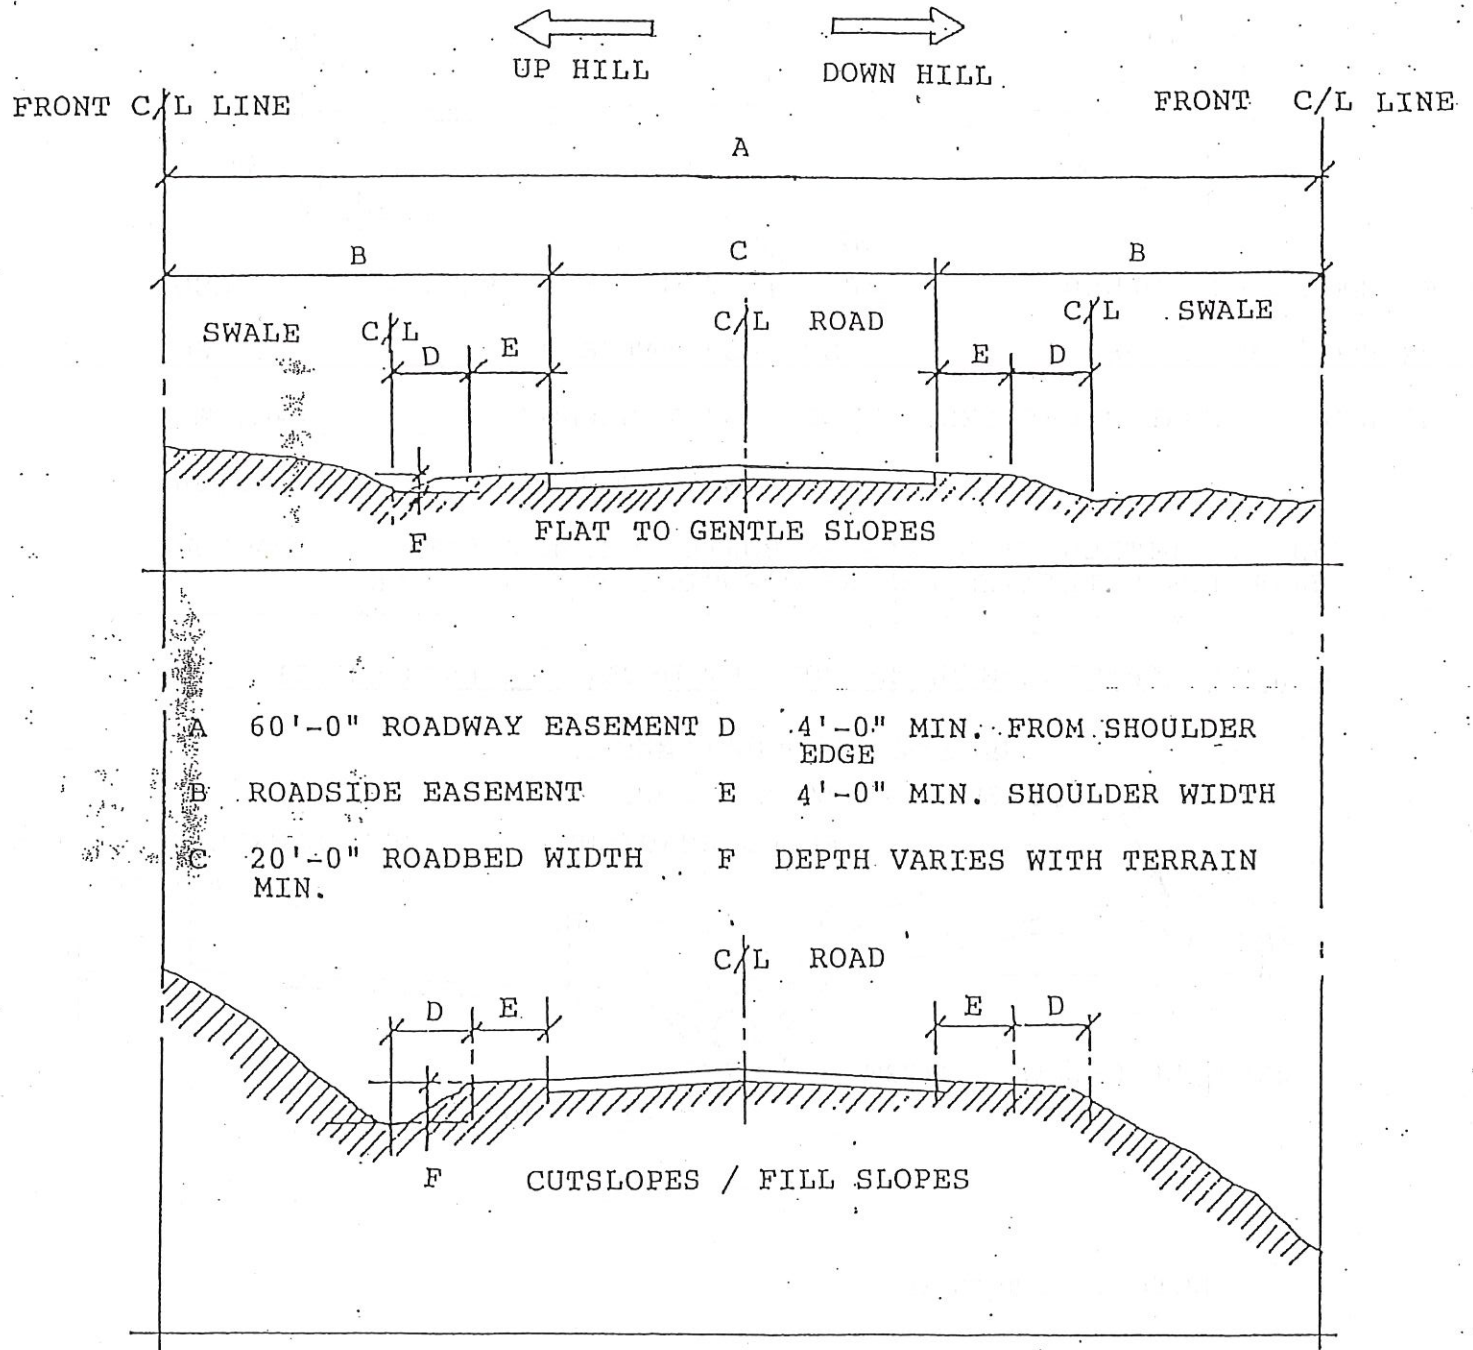 UP HILL DOWN HILL
FRONT C/L LINE FRONT C/L LINE
A
B C B
SWALE C/L C/L ROAD C/L SWALE
D E E D
F FLAT TO GENTLE SLOPES
A 60'-0" ROADWAY EASEMENT D 4'-0" MIN. FROM SHOULDER
EDGE
B ROADSIDE EASEMENT E 4'-0" MIN. SHOULDER WIDTH
C 20'-0" ROADBED WIDTH F DEPTH VARIES WITH TERRAIN
MIN.
C/L ROAD
D E E D
F CUTSLOPES / FILL SLOPES